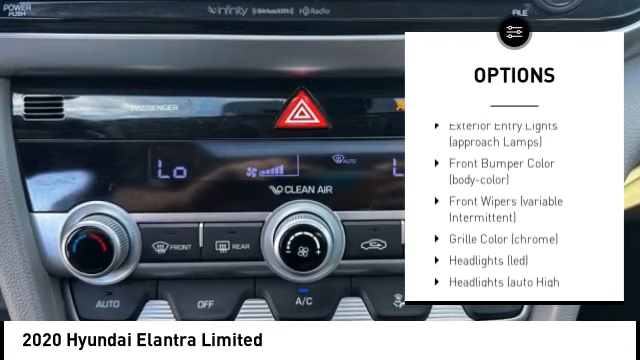 POWER
PUSH
infinity
((SiriusXM))
HD Radio
FILE
PASSENGER
Lo
AUTO
CLEAN AIR
FRONT
REAR
AUTO
OFF
A/C
OPTIONS
Exterior Entry Lights
(approach Lamps)
Front Bumper Color
(body-color)
Front Wipers (variable
Intermittent)
Grille Color (chrome)
Headlights (led)
Headlights (auto High
2020 Hyundai Elantra Limited